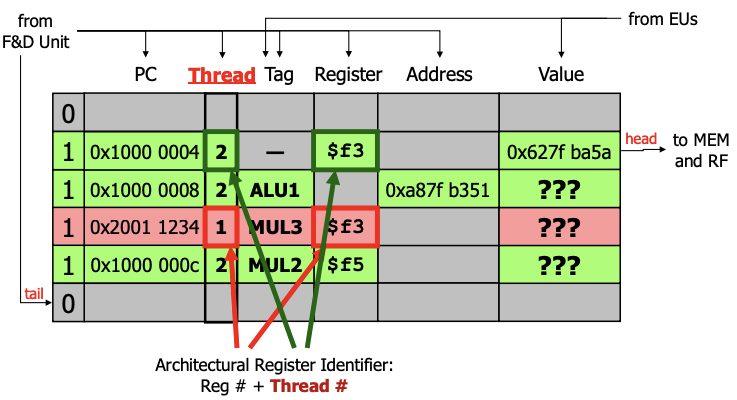 from
F&D Unit
from EUs
PC Thread Tag Register Address Value
0
1 0x1000 0004 2 — $f3 0x627f ba5a
head
to MEM
and RF
1 0x1000 0008 2 ALU1 0xa87f b351 ???
1 0x2001 1234 1 MUL3 $f3 ???
1 0x1000 000c 2 MUL2 $f5 ???
tail
0
Architectural Register Identifier:
Reg # + Thread #